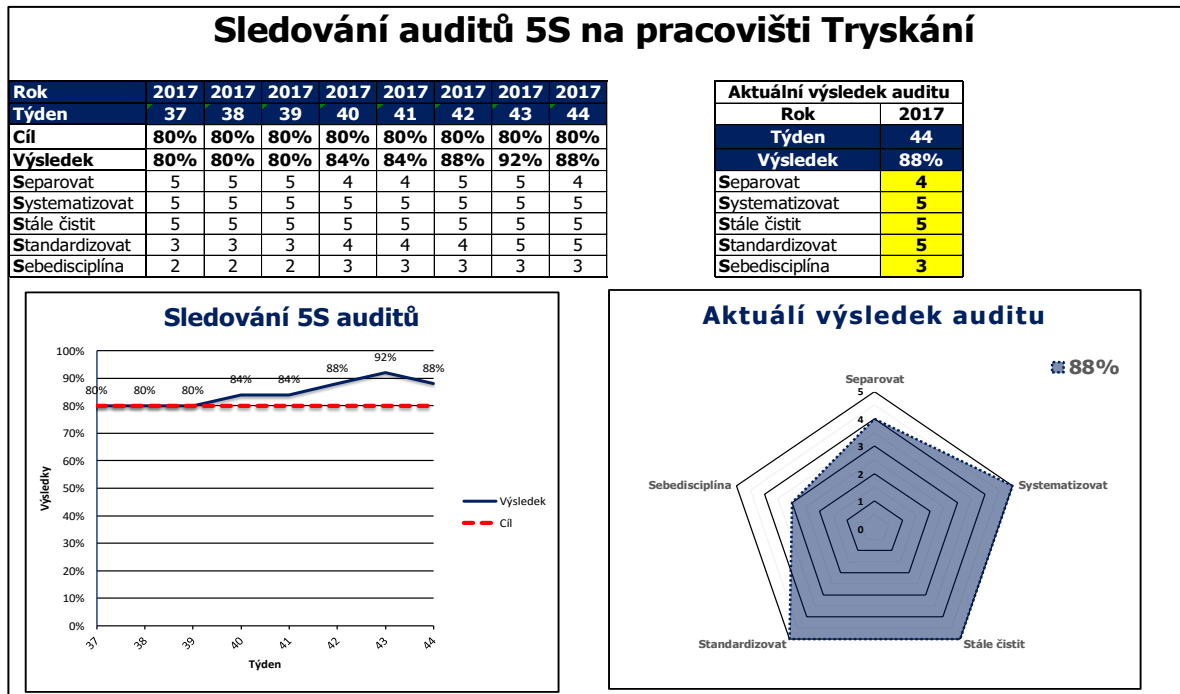 Sledování auditů 5S na pracovišti Tryskání
Rok 2017 2017 2017 2017 2017 2017 2017 2017
Týden 37 38 39 40 41 42 43 44
Cíl 80% 80% 80% 80% 80% 80% 80% 80%
Výsledek 80% 80% 80% 84% 84% 88% 92% 88%
Separovat 5 5 5 4 4 5 5 4
Systematizovat 5 5 5 5 5 5 5 5
Stále čistit 5 5 5 5 5 5 5 5
Standardizovat 3 3 3 4 4 4 5 5
Sebedisciplína 2 2 2 3 3 3 3 3
Aktuální výsledek auditu
Rok 2017
Týden 44
Výsledek 88%
Separovat 4
Systematizovat 5
Stále čistit 5
Standardizovat 5
Sebedisciplína 3
Sledování 5S auditů
100%
90%
80%
70%
60%
50%
40%
30%
20%
10%
0%
80% 80% 80% 84% 84% 88% 92% 88%
Výsledky
37 38 39 40 41 42 43 44
Týden
Výsledek
Cíl
Aktuálí výsledek auditu
88%
Separovat
5
4
3
2
1
0
Sebedisciplína
Systematizovat
Standardizovat
Stále čistit